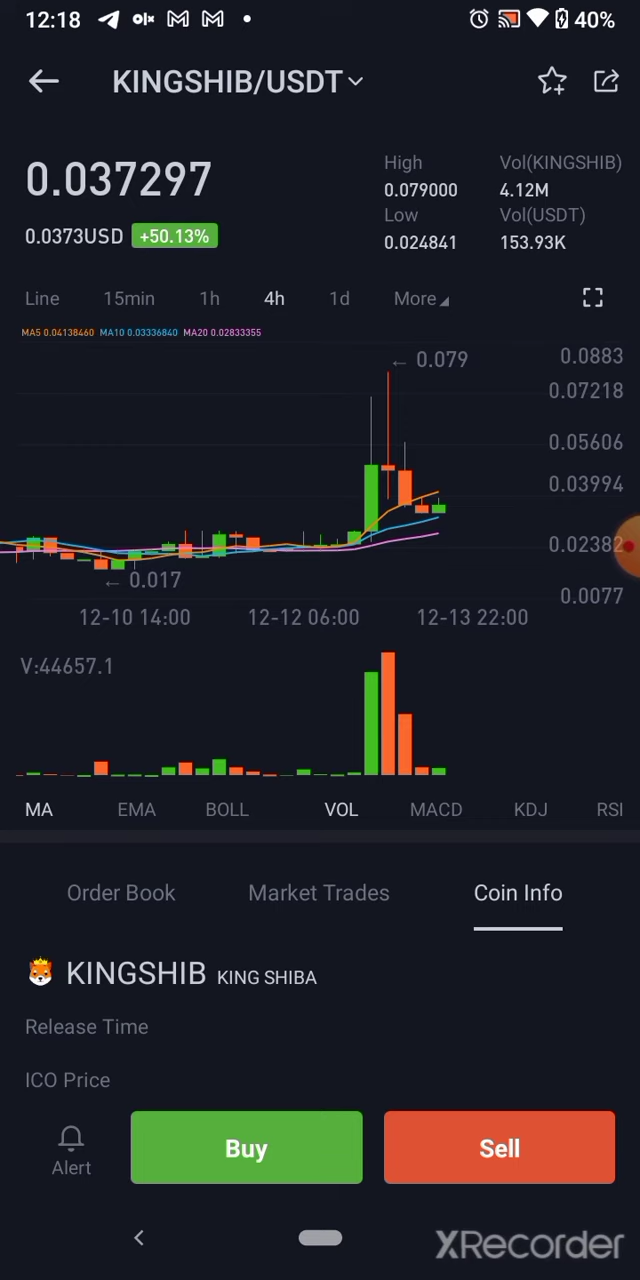 12:18 olx 40%
KINGSHIB/USDT
0.037297
0.0373USD +50.13%
High Vol(KINGSHIB)
0.079000 4.12M
Low Vol(USDT)
0.024841 153.93K
Line 15min 1h 4h 1d More
MA5 0.04138460 MA10 0.03336840 MA20 0.02833355
← 0.079
0.0883
0.07218
0.05606
0.03994
0.02382
0.0077
← 0.017
12-10 14:00 12-12 06:00 12-13 22:00
V:44657.1
MA EMA BOLL VOL MACD KDJ RSI
Order Book Market Trades Coin Info
KINGSHIB KING SHIBA
Release Time
ICO Price
Alert
Buy
Sell
XRecorder